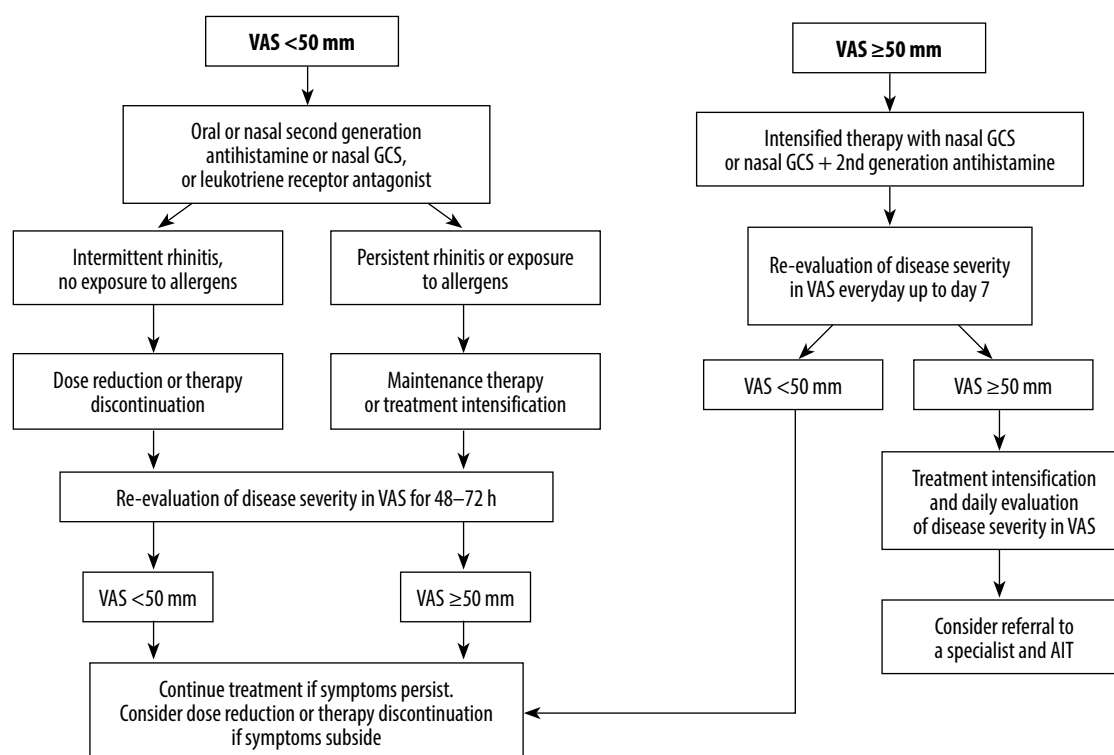 VAS <50 mm
Oral or nasal second generation
antihistamine or nasal GCS,
or leukotriene receptor antagonist
Intermittent rhinitis,
no exposure to allergens
Persistent rhinitis or exposure
to allergens
Dose reduction or therapy
discontinuation
Maintenance therapy
or treatment intensification
Re-evaluation of disease severity in VAS for 48–72 h
VAS <50 mm
VAS ≥50 mm
Continue treatment if symptoms persist.
Consider dose reduction or therapy discontinuation
if symptoms subside
VAS ≥50 mm
Intensified therapy with nasal GCS
or nasal GCS + 2nd generation antihistamine
Re-evaluation of disease severity
in VAS everyday up to day 7
VAS <50 mm
VAS ≥50 mm
Treatment intensification
and daily evaluation
of disease severity in VAS
Consider referral to
a specialist and AIT